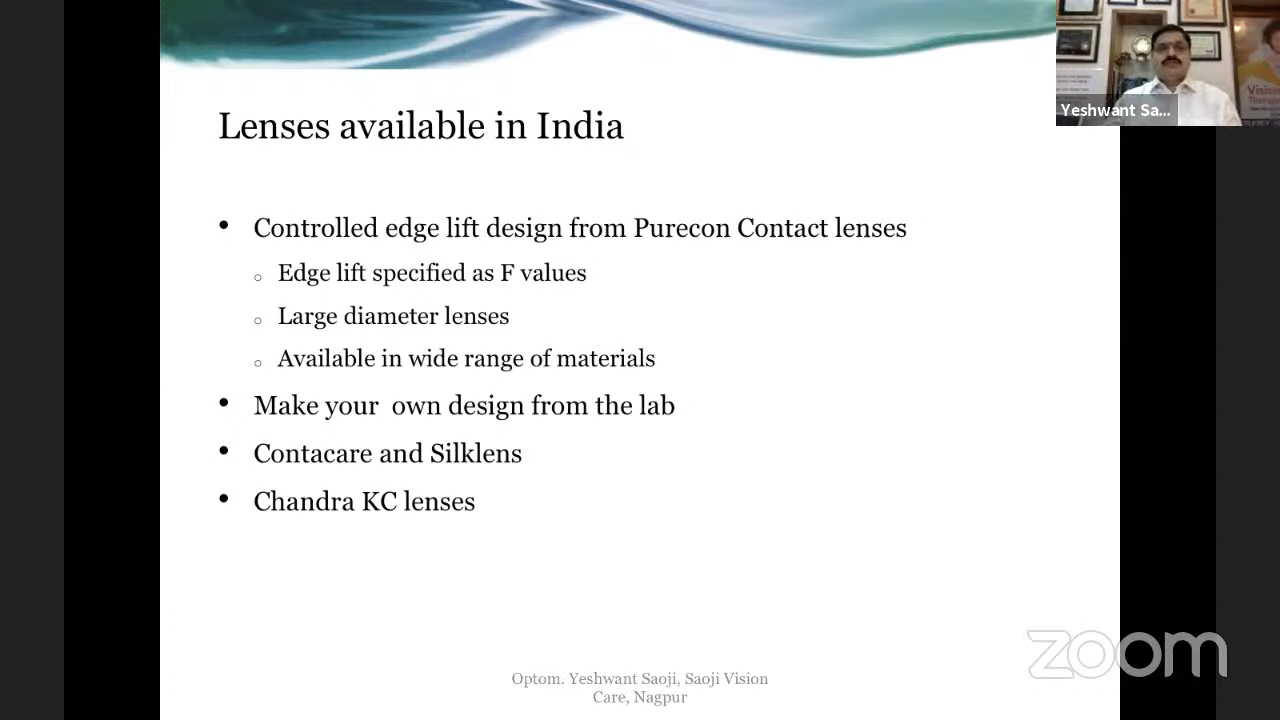 Lenses available in India
• Controlled edge lift design from Purecon Contact lenses
○ Edge lift specified as F values
○ Large diameter lenses
○ Available in wide range of materials
• Make your own design from the lab
• Contacare and Silklens
• Chandra KC lenses
Optom. Yeshwant Saoji, Saoji Vision
Care, Nagpur
Yeshwant Sa...
Vision
zoom